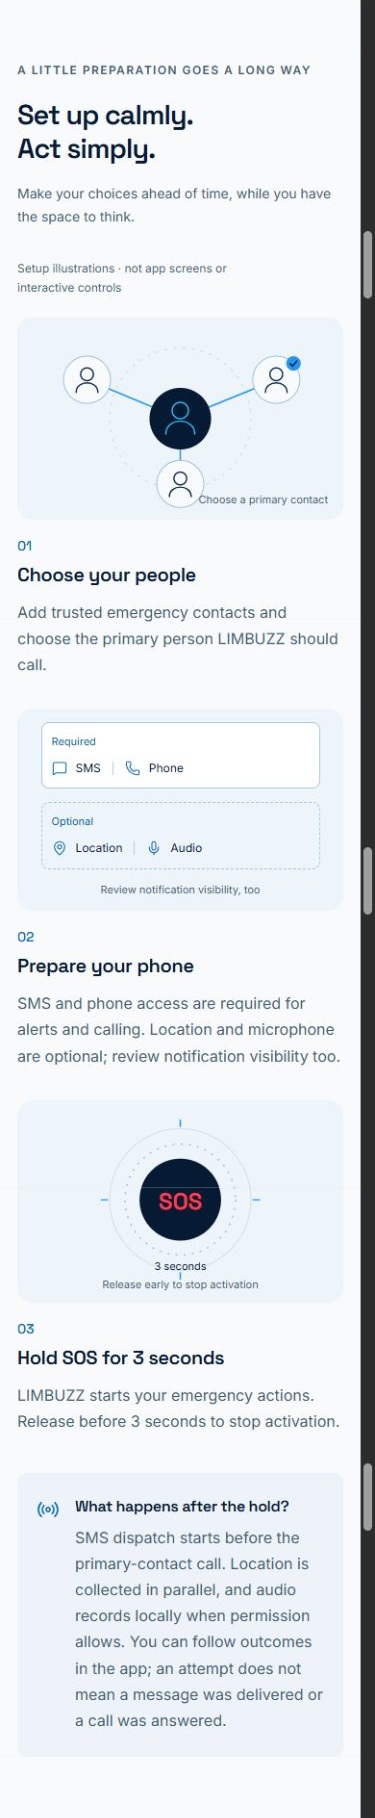 A LITTLE PREPARATION GOES A LONG WAY
Set up calmly.
Act simply.
Make your choices ahead of time, while you have
the space to think.
Setup illustrations · not app screens or
interactive controls
Choose a primary contact
01
Choose your people
Add trusted emergency contacts and
choose the primary person LIMBUZZ should
call.
Required
SMS | Phone
Optional
Location | Audio
Review notification visibility, too
02
Prepare your phone
SMS and phone access are required for
alerts and calling. Location and microphone
are optional; review notification visibility too.
SOS
3 seconds
Release early to stop activation
03
Hold SOS for 3 seconds
LIMBUZZ starts your emergency actions.
Release before 3 seconds to stop activation.
What happens after the hold?
SMS dispatch starts before the
primary-contact call. Location is
collected in parallel, and audio
records locally when permission
allows. You can follow outcomes
in the app; an attempt does not
mean a message was delivered or
a call was answered.